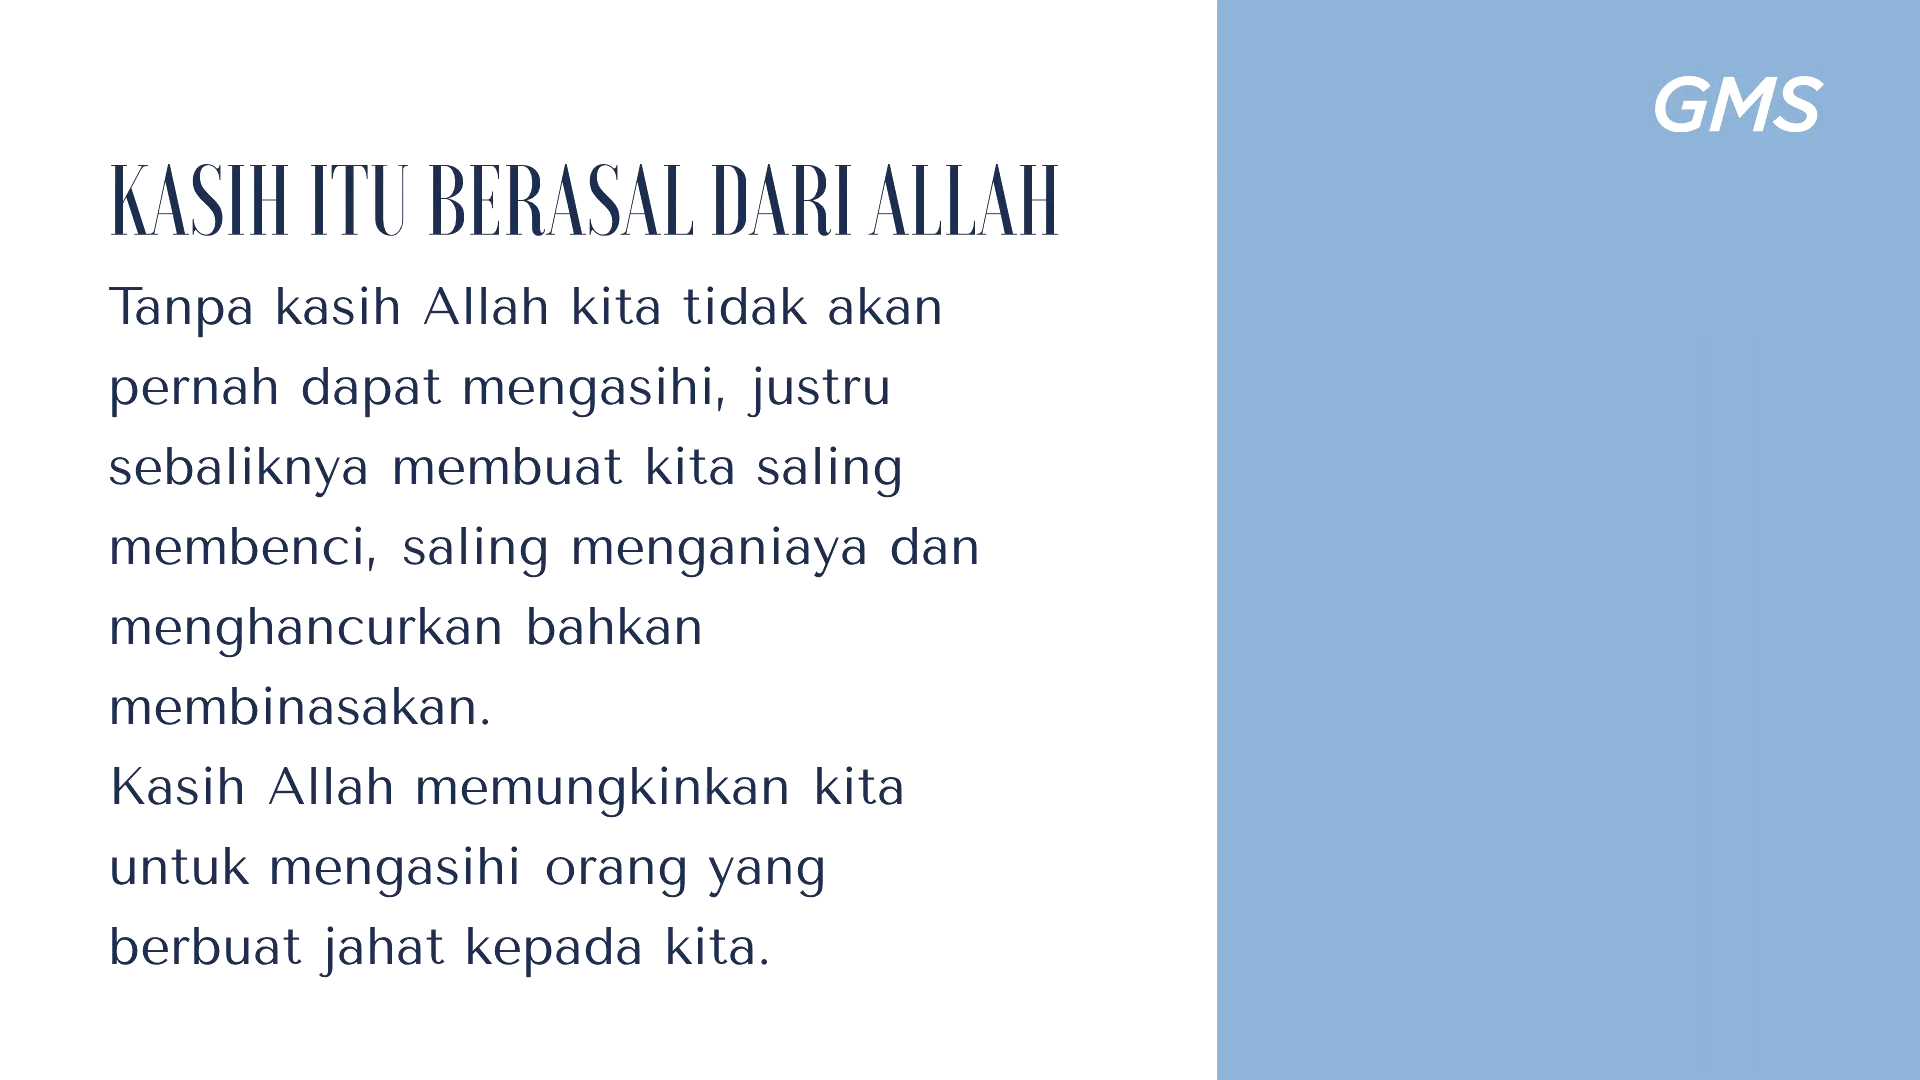 GMS
KASIH ITU BERASAL DARI ALLAH
Tanpa kasih Allah kita tidak akan
pernah dapat mengasihi, justru
sebaliknya membuat kita saling
membenci, saling menganiaya dan
menghancurkan bahkan
membinasakan.
Kasih Allah memungkinkan kita
untuk mengasihi orang yang
berbuat jahat kepada kita.